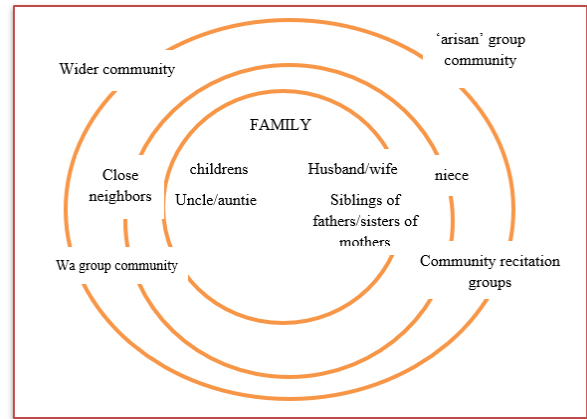 ‘arisan’ group
community
Wider community
FAMILY
childrens
Husband/wife
Close
neighbors
niece
Uncle/auntie
Siblings of
fathers/sisters of
mothers
Wa group community
Community recitation
groups